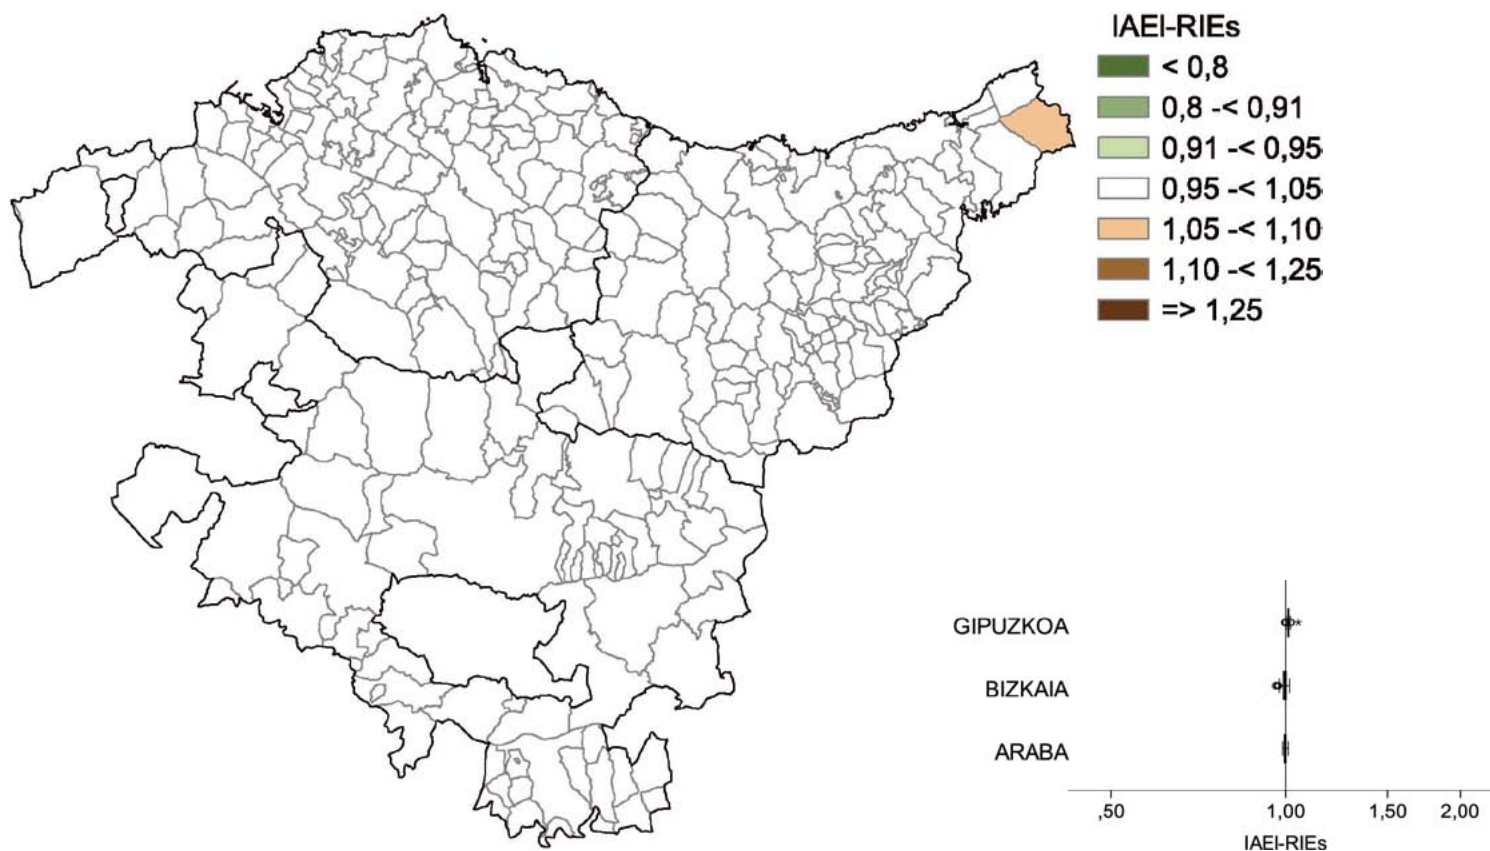 IAEI-RIEs
< 0,8
0,8 -< 0,91
0,91 -< 0,95
0,95 -< 1,05
1,05 -< 1,10
1,10 -< 1,25
=> 1,25
GIPUZKOA
BIZKAIA
ARABA
,50 1,00 1,50 2,00
IAEI-RIEs